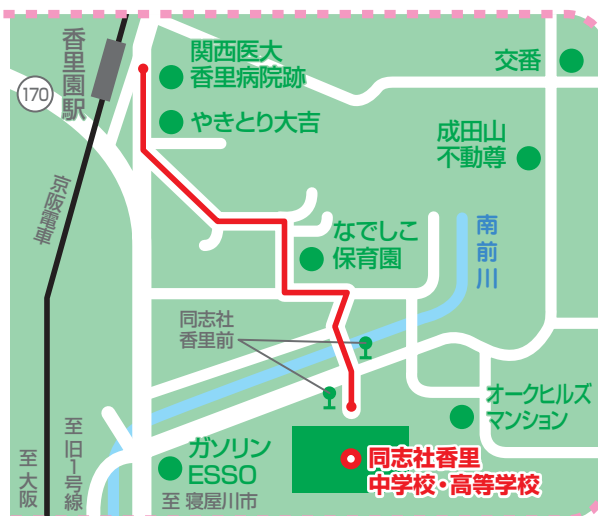 香里園駅
170
関西医大
香里病院跡
やきとり大吉
交番
成田山
不動尊
京阪電車
なでしこ
保育園
南前川
同志社
香里前
オークヒルズ
マンション
ガソリン
ESSO
同志社香里
中学校・高等学校
至 大阪
至 旧1号線
至 寝屋川市